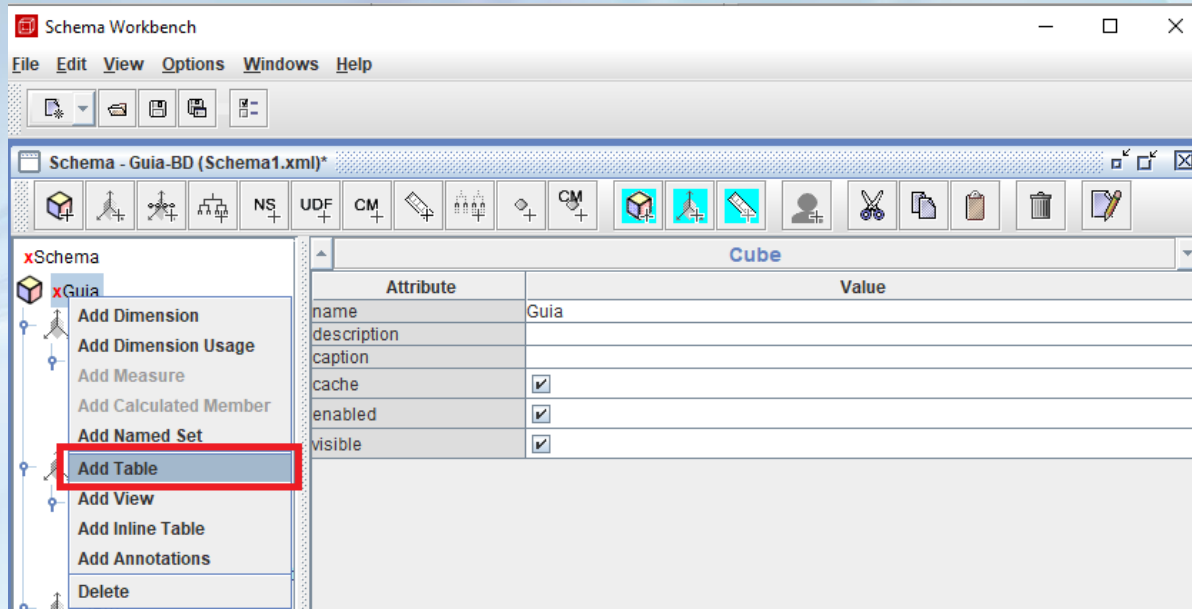 Schema Workbench
File Edit View Options Windows Help
Schema - Guia-BD (Schema1.xml)*
NS UDF CM CM
xSchema
Cube
xGuia
Attribute Value
Add Dimension
name Guia
Add Dimension Usage
description
caption
Add Measure
cache
Add Calculated Member
enabled
Add Named Set
visible
Add Table
Add View
Add Inline Table
Add Annotations
Delete